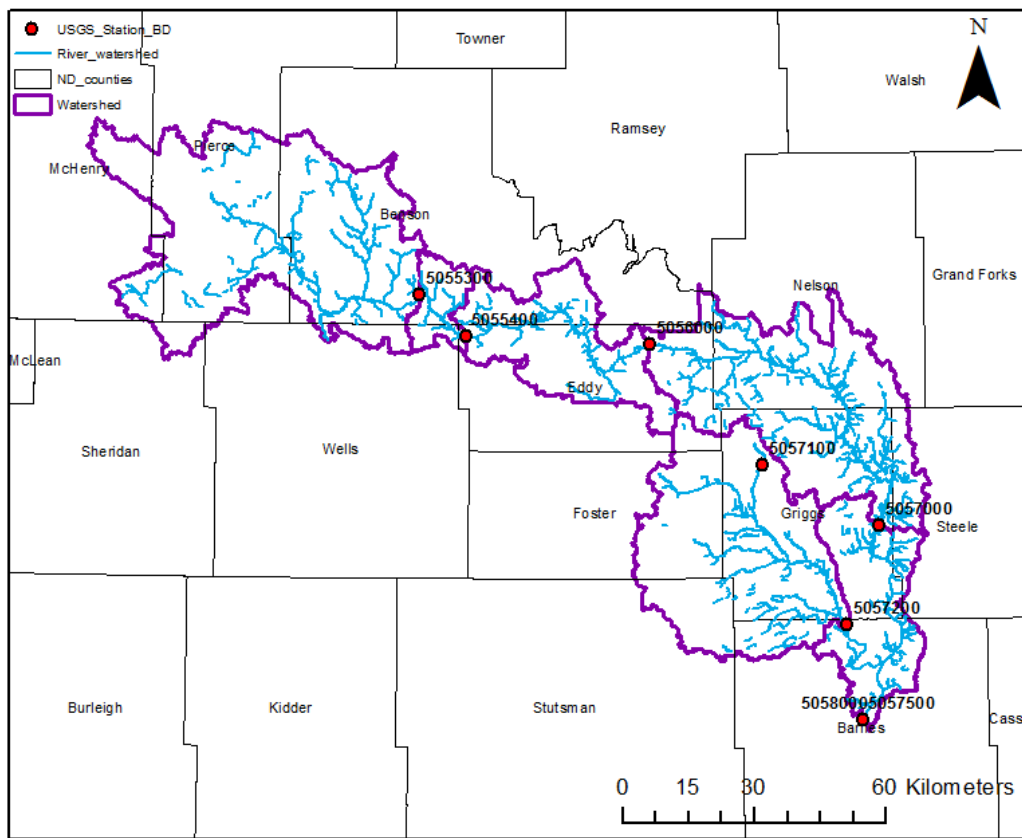 USGS_Station_BD
River_watershed
ND_counties
Watershed
N
Towner
Walsh
Ramsey
Pierce
McHenry
Benson
Grand Forks
Nelson
5055300
5055400
5056000
McLean
Eddy
Sheridan
Wells
5057100
Foster
Griggs
5057000
Steele
5057200
Burleigh
Kidder
Stutsman
50580005057500
Barnes
Cass
0 15 30 60 Kilometers